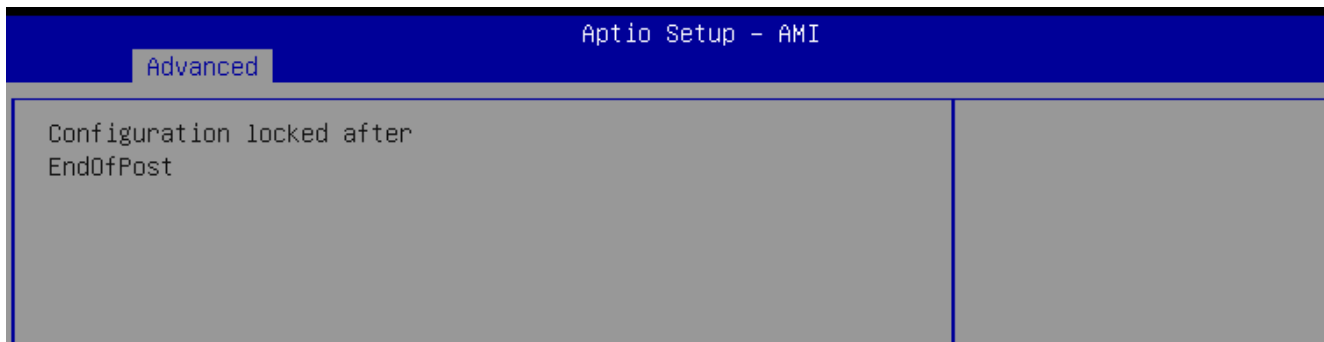 Aptio Setup – AMI
Advanced
Configuration locked after
EndOfPost